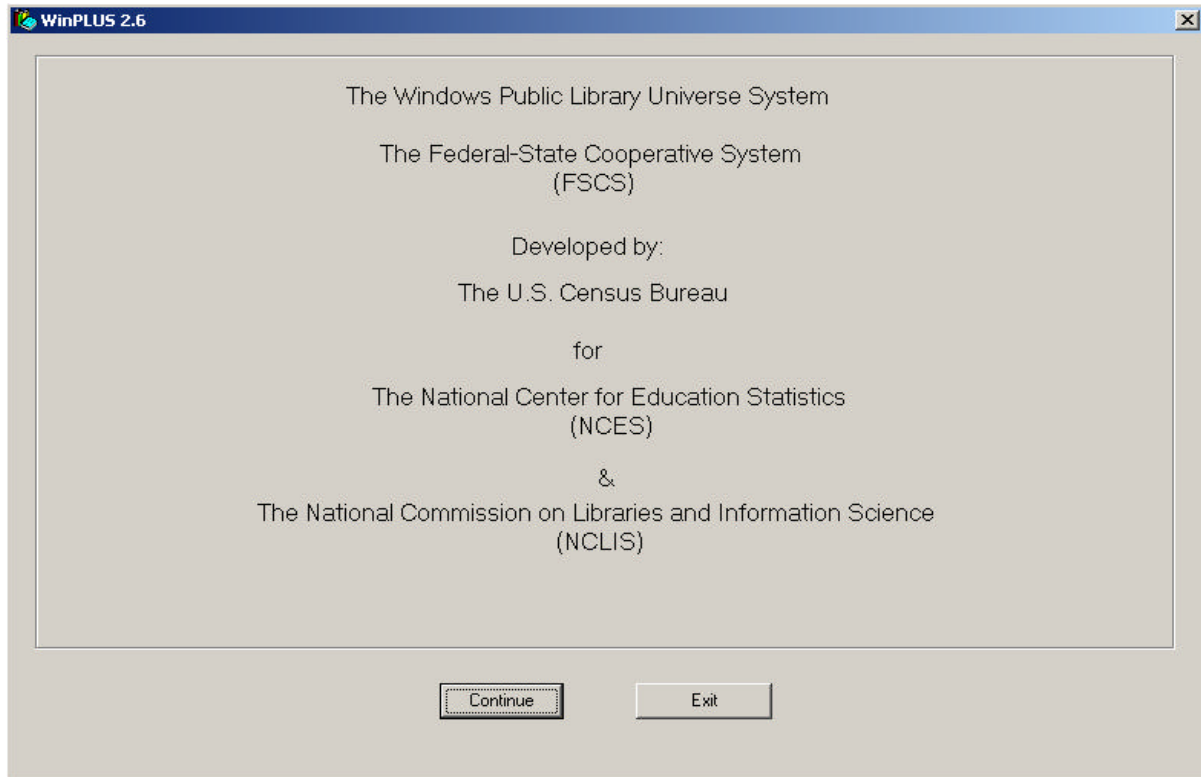 WinPLUS 2.6
The Windows Public Library Universe System
The Federal-State Cooperative System
(FSCS)
Developed by:
The U.S. Census Bureau
for
The National Center for Education Statistics
(NCES)
&
The National Commission on Libraries and Information Science
(NCLIS)
Continue
Exit